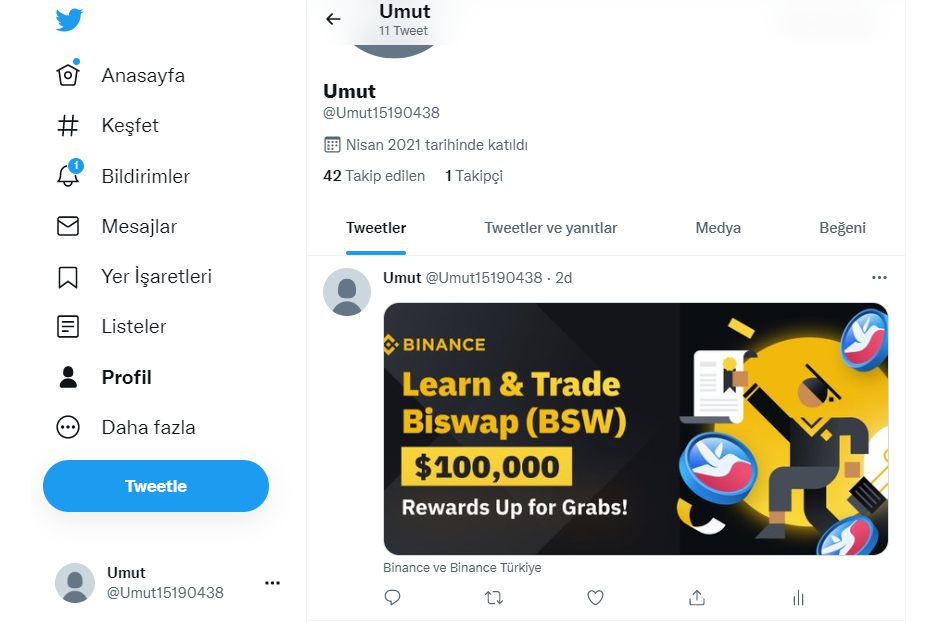 Anasayfa
Keşfet
1
Bildirimler
Mesajlar
Yer İşaretleri
Listeler
Profil
Daha fazla
Tweetle
Umut
@Umut15190438
Umut
11 Tweet
Umut
@Umut15190438
Nisan 2021 tarihinde katıldı
42 Takip edilen 1 Takipçi
Tweetler Tweetler ve yanıtlar Medya Beğeni
Umut @Umut15190438 · 2d
BINANCE
Learn & Trade
Biswap (BSW)
$100,000
Rewards Up for Grabs!
Binance ve Binance Türkiye